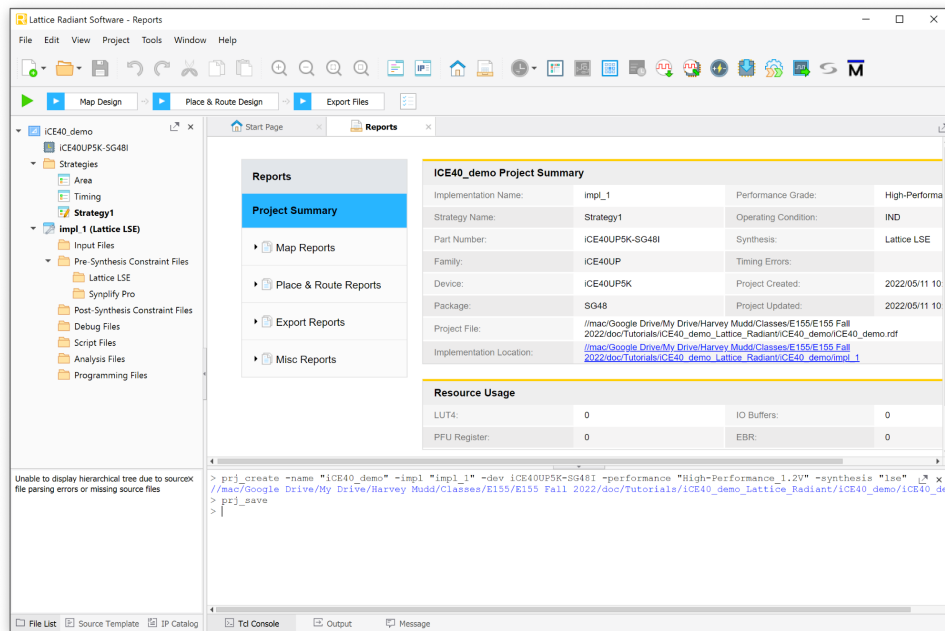 Lattice Radiant Software - Reports
File Edit View Project Tools Window Help
Map Design
Place & Route Design
Export Files
iCE40_demo
iCE40UP5K-SG48I
Strategies
Area
Timing
Strategy1
impl_1 (Lattice LSE)
Input Files
Pre-Synthesis Constraint Files
Lattice LSE
Synplify Pro
Post-Synthesis Constraint Files
Debug Files
Script Files
Analysis Files
Programming Files
Start Page
Reports
Reports
Project Summary
Map Reports
Place & Route Reports
Export Reports
Misc Reports
ICE40_demo Project Summary
Implementation Name: impl_1 Performance Grade: High-Performa
Strategy Name: Strategy1 Operating Condition: IND
Part Number: iCE40UP5K-SG48I Synthesis: Lattice LSE
Family: iCE40UP Timing Errors:
Device: iCE40UP5K Project Created: 2022/05/11 10:
Package: SG48 Project Updated: 2022/05/11 10:
Project File: //mac/Google Drive/My Drive/Harvey Mudd/Classes/E155/E155 Fall
2022/doc/Tutorials/iCE40_demo_Lattice_Radiant/iCE40_demo/iCE40_demo.rdf
Implementation Location: //mac/Google Drive/My Drive/Harvey Mudd/Classes/E155/E155 Fall
2022/doc/Tutorials/iCE40_demo_Lattice_Radiant/iCE40_demo/impl_1
Resource Usage
LUT4: 0 IO Buffers: 0
PFU Register: 0 EBR: 0
Unable to display hierarchical tree due to source
file parsing errors or missing source files
> prj_create -name "iCE40_demo" -impl "impl_1" -dev iCE40UP5K-SG48I -performance "High-Performance_1.2V" -synthesis "lse"
//mac/Google Drive/My Drive/Harvey Mudd/Classes/E155/E155 Fall 2022/doc/Tutorials/iCE40_demo_Lattice_Radiant/iCE40_demo/iCE40_de
> prj_save
>
File List Source Template IP Catalog
Tcl Console Output Message